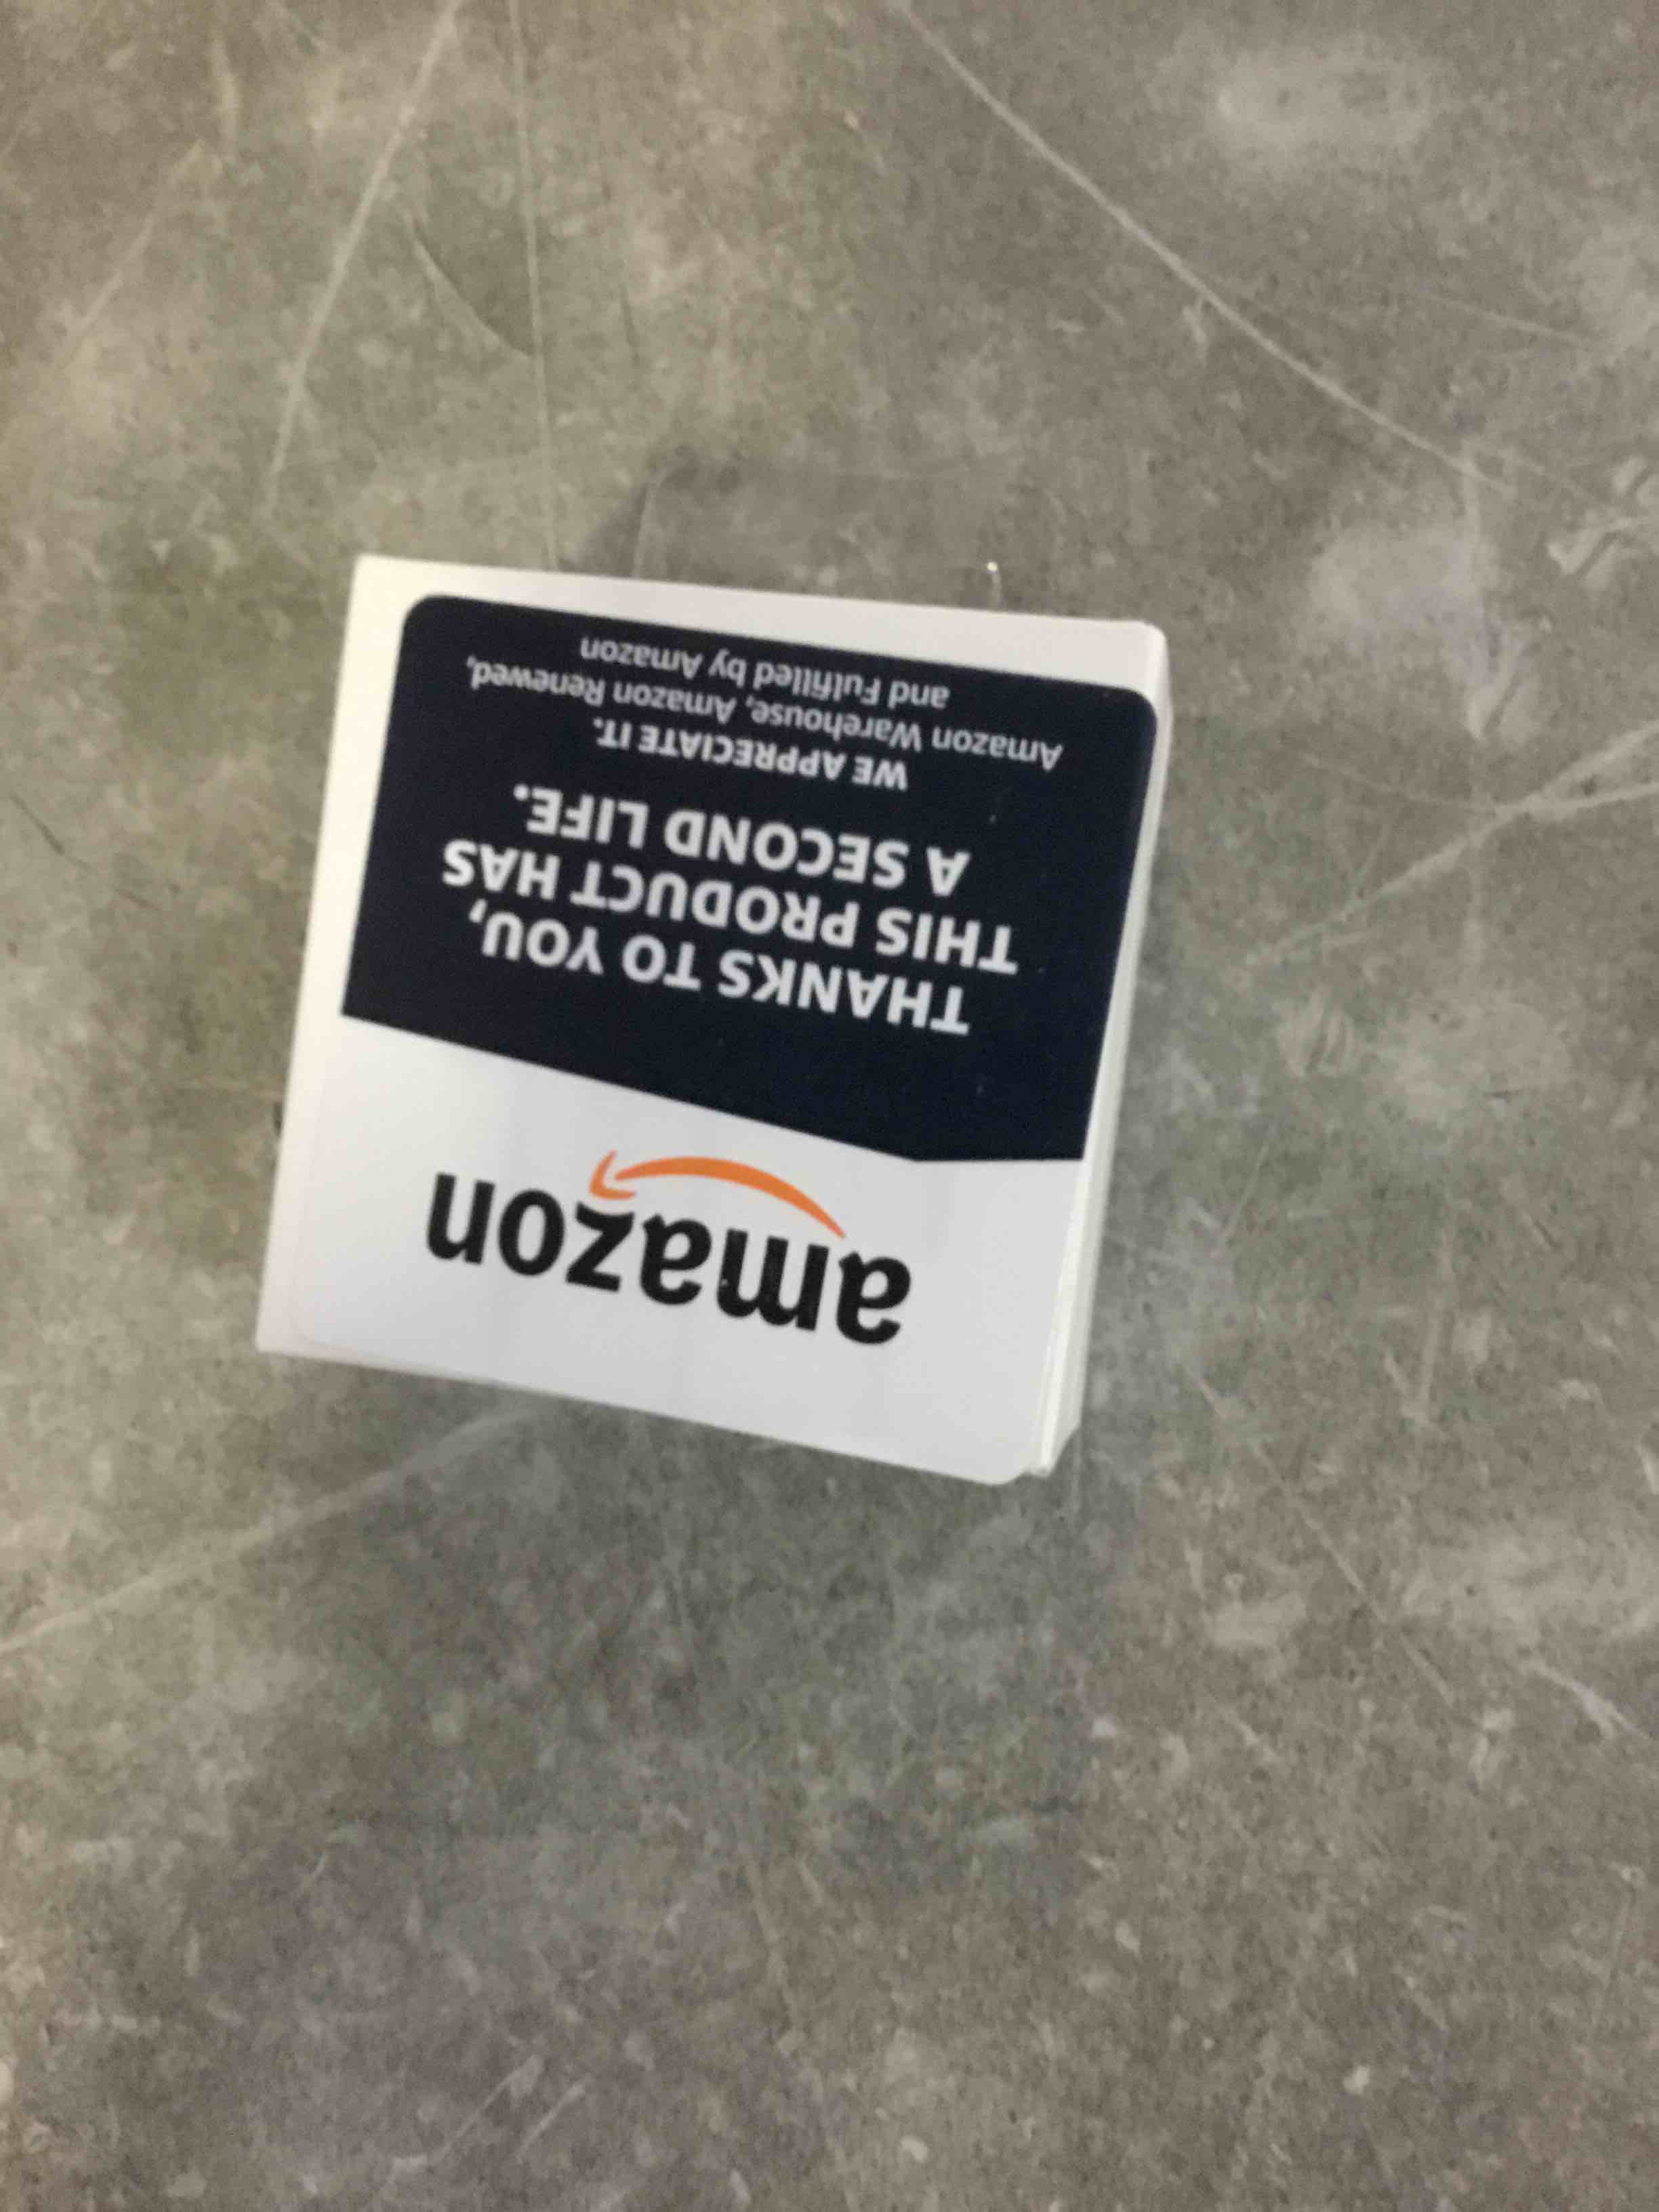 amazon
THANKS TO YOU,
THIS PRODUCT HAS
A SECOND LIFE.
WE APPRECIATE IT.
Amazon Warehouse, Amazon Renewed,
and Fulfilled by Amazon